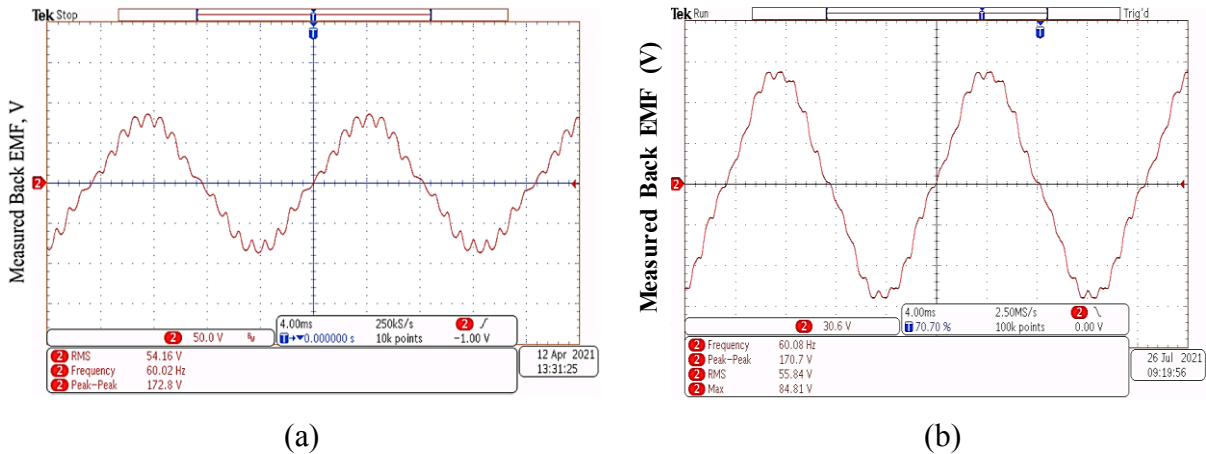 Tek Stop
T
T
Measured Back EMF, V
2
4.00ms 250kS/s 2 ∫
2 50.0 V T→▼0.000000 s 10k points -1.00 V
2 RMS 54.16 V
2 Frequency 60.02 Hz
2 Peak-Peak 172.8 V
12 Apr 2021
13:31:25
(a)
Tek Run Trig'd
T
T
Measured Back EMF (V)
2
4.00ms 2.50MS/s 2 \
2 30.6 V T 70.70 % 100k points 0.00 V
2 Frequency 60.08 Hz
2 Peak-Peak 170.7 V
2 RMS 55.84 V
2 Max 84.81 V
26 Jul 2021
09:19:56
(b)